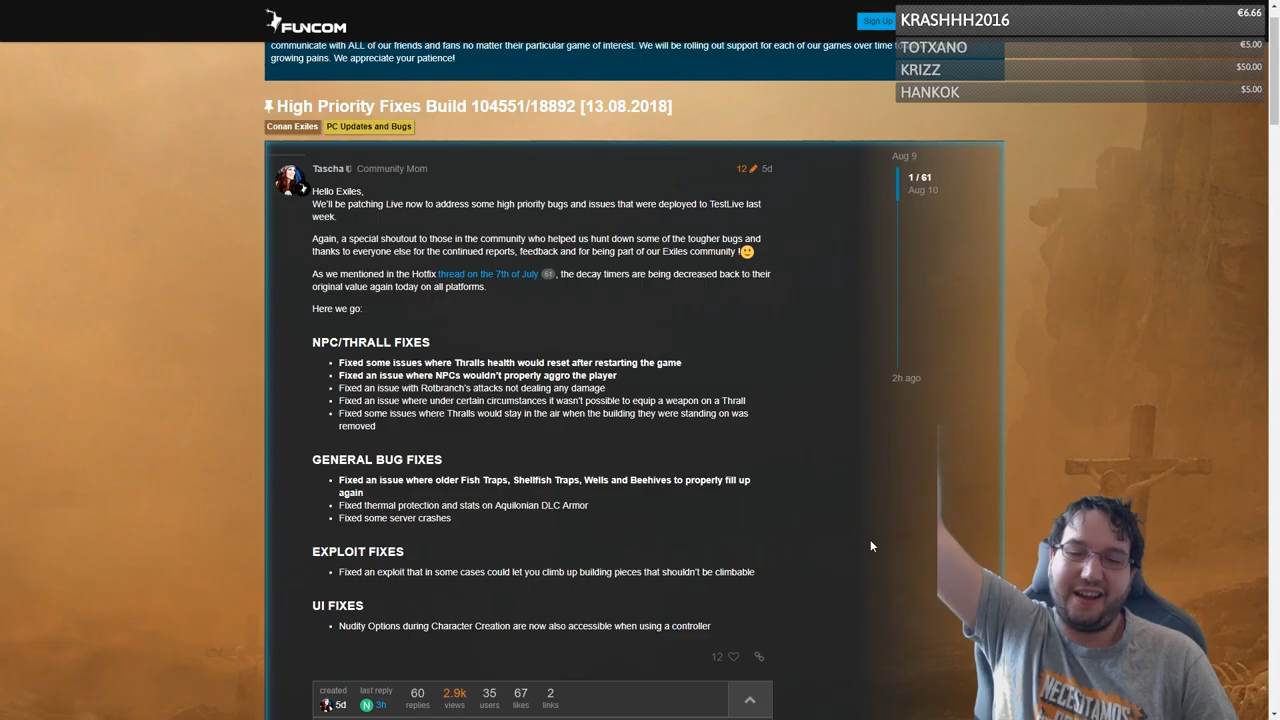 FUNCOM
Sign Up
KRASHHH2016 €6.66
TOTXANO €5.00
KRIZZ $50.00
HANKOK $5.00
communicate with ALL of our friends and fans no matter their particular game of interest. We will be rolling out support for each of our games over time
growing pains. We appreciate your patience!
High Priority Fixes Build 104551/18892 [13.08.2018]
Conan Exiles PC Updates and Bugs
Tascha Community Mom 12 5d
Hello Exiles,
We'll be patching Live now to address some high priority bugs and issues that were deployed to TestLive last
week.
Again, a special shoutout to those in the community who helped us hunt down some of the tougher bugs and
thanks to everyone else for the continued reports, feedback and for being part of our Exiles community !
As we mentioned in the Hotfix thread on the 7th of July 61, the decay timers are being decreased back to their
original value again today on all platforms.
Here we go:
NPC/THRALL FIXES
• Fixed some issues where Thralls health would reset after restarting the game
• Fixed an issue where NPCs wouldn't properly aggro the player
• Fixed an issue with Rotbranch's attacks not dealing any damage
• Fixed an issue where under certain circumstances it wasn't possible to equip a weapon on a Thrall
• Fixed some issues where Thralls would stay in the air when the building they were standing on was
removed
GENERAL BUG FIXES
• Fixed an issue where older Fish Traps, Shellfish Traps, Wells and Beehives to properly fill up
again
• Fixed thermal protection and stats on Aquilonian DLC Armor
• Fixed some server crashes
EXPLOIT FIXES
• Fixed an exploit that in some cases could let you climb up building pieces that shouldn't be climbable
UI FIXES
• Nudity Options during Character Creation are now also accessible when using a controller
12
created last reply 60 2.9k 35 67 2
5d N 3h replies views users likes links
Aug 9
1 / 61
Aug 10
2h ago
NECESITAMOS